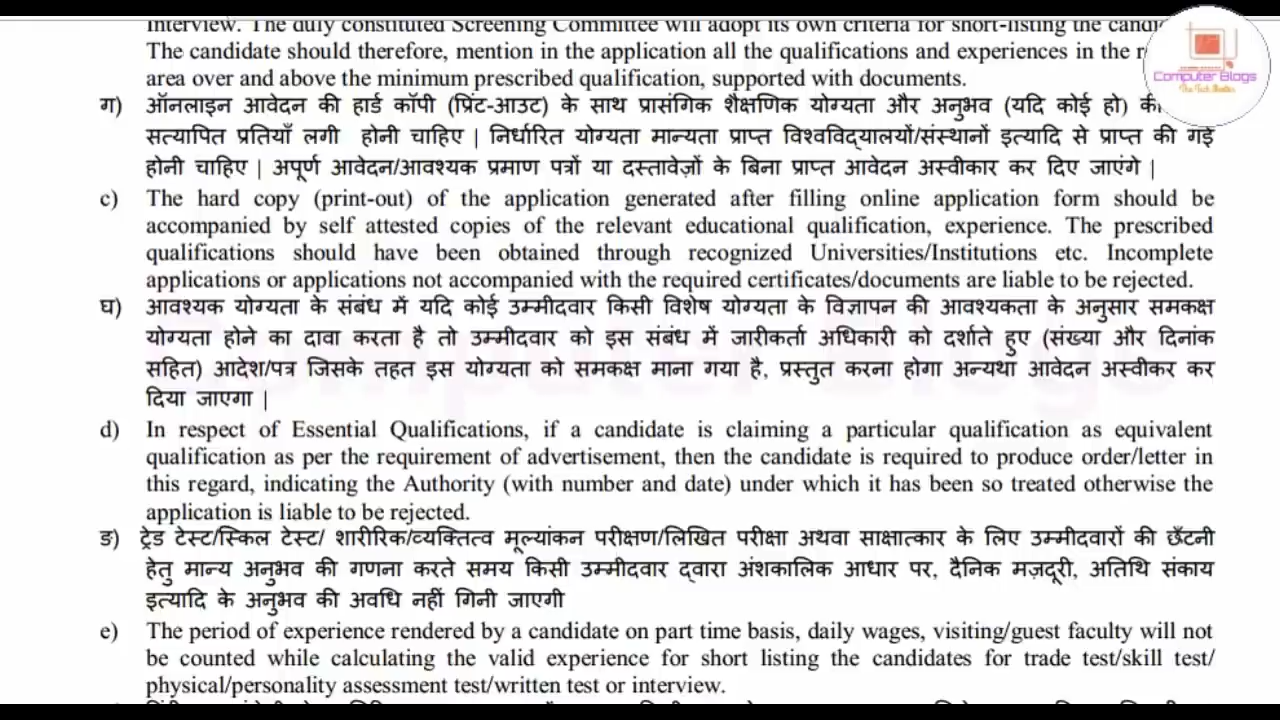 Interview. The duly constituted Screening Committee will adopt its own criteria for short-listing the
The candidate should therefore, mention in the application all the qualifications and experiences in the
area over and above the minimum prescribed qualification, supported with documents.
Computer Blogs
The Tech Master
ग) ऑनलाइन आवेदन की हार्ड कॉपी (प्रिंट-आउट) के साथ प्रासंगिक शैक्षणिक योग्यता और अनुभव (यदि कोई हो) की
सत्यापित प्रतियाँ लगी होनी चाहिए | निर्धारित योग्यता मान्यता प्राप्त विश्वविद्यालयों/संस्थानों इत्यादि से प्राप्त की गई
होनी चाहिए | अपूर्ण आवेदन/आवश्यक प्रमाण पत्रों या दस्तावेज़ों के बिना प्राप्त आवेदन अस्वीकार कर दिए जाएंगे |
c) The hard copy (print-out) of the application generated after filling online application form should be
accompanied by self attested copies of the relevant educational qualification, experience. The prescribed
qualifications should have been obtained through recognized Universities/Institutions etc. Incomplete
applications or applications not accompanied with the required certificates/documents are liable to be rejected.
घ) आवश्यक योग्यता के संबंध में यदि कोई उम्मीदवार किसी विशेष योग्यता के विज्ञापन की आवश्यकता के अनुसार समकक्ष
योग्यता होने का दावा करता है तो उम्मीदवार को इस संबंध में जारीकर्ता अधिकारी को दर्शाते हुए (संख्या और दिनांक
सहित) आदेश/पत्र जिसके तहत इस योग्यता को समकक्ष माना गया है, प्रस्तुत करना होगा अन्यथा आवेदन अस्वीकार कर
दिया जाएगा |
d) In respect of Essential Qualifications, if a candidate is claiming a particular qualification as equivalent
qualification as per the requirement of advertisement, then the candidate is required to produce order/letter in
this regard, indicating the Authority (with number and date) under which it has been so treated otherwise the
application is liable to be rejected.
ङ) ट्रेड टेस्ट/स्किल टेस्ट/ शारीरिक/व्यक्तित्व मूल्यांकन परीक्षण/लिखित परीक्षा अथवा साक्षात्कार के लिए उम्मीदवारों की छँटनी
हेतु मान्य अनुभव की गणना करते समय किसी उम्मीदवार द्वारा अंशकालिक आधार पर, दैनिक मज़दूरी, अतिथि संकाय
इत्यादि के अनुभव की अवधि नहीं गिनी जाएगी
e) The period of experience rendered by a candidate on part time basis, daily wages, visiting/guest faculty will not
be counted while calculating the valid experience for short listing the candidates for trade test/skill test/
physical/personality assessment test/written test or interview.